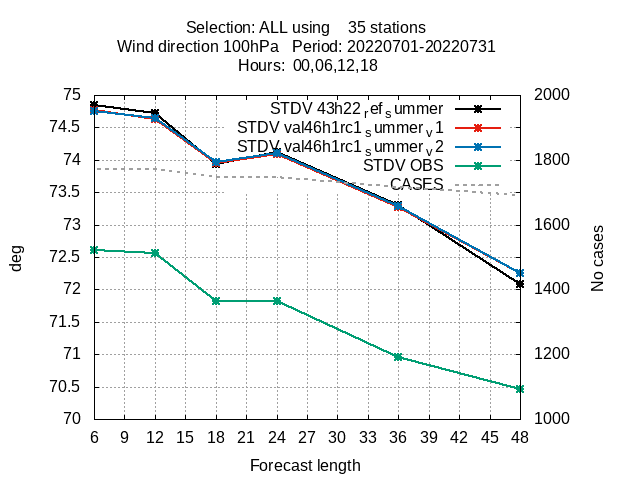 Selection: ALL using    35 stations
Wind direction 100hPa   Period: 20220701-20220731
Hours:  00,06,12,18
75 2000
STDV 43h22refsummer
74.5 STDV val46h1rc1summerv1
STDV val46h1rc1summerv2
74 STDV OBS 1800
73.5 CASES
73 1600
deg
No cases
72.5
72 1400
71.5
71 1200
70.5
70 1000
6 9 12 15 18 21 24 27 30 33 36 39 42 45 48
Forecast length